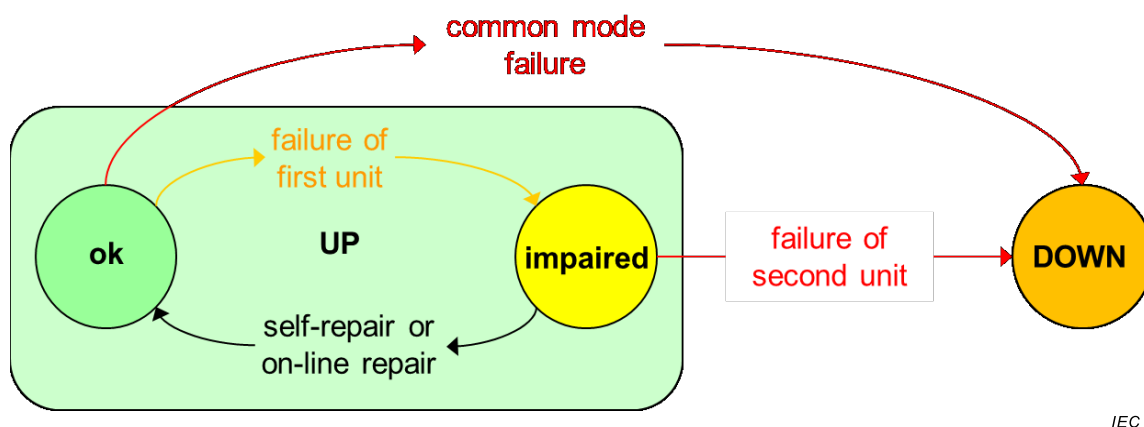 common mode
failure
failure of
first unit
ok
UP
impaired
failure of
second unit
DOWN
self-repair or
on-line repair
IEC